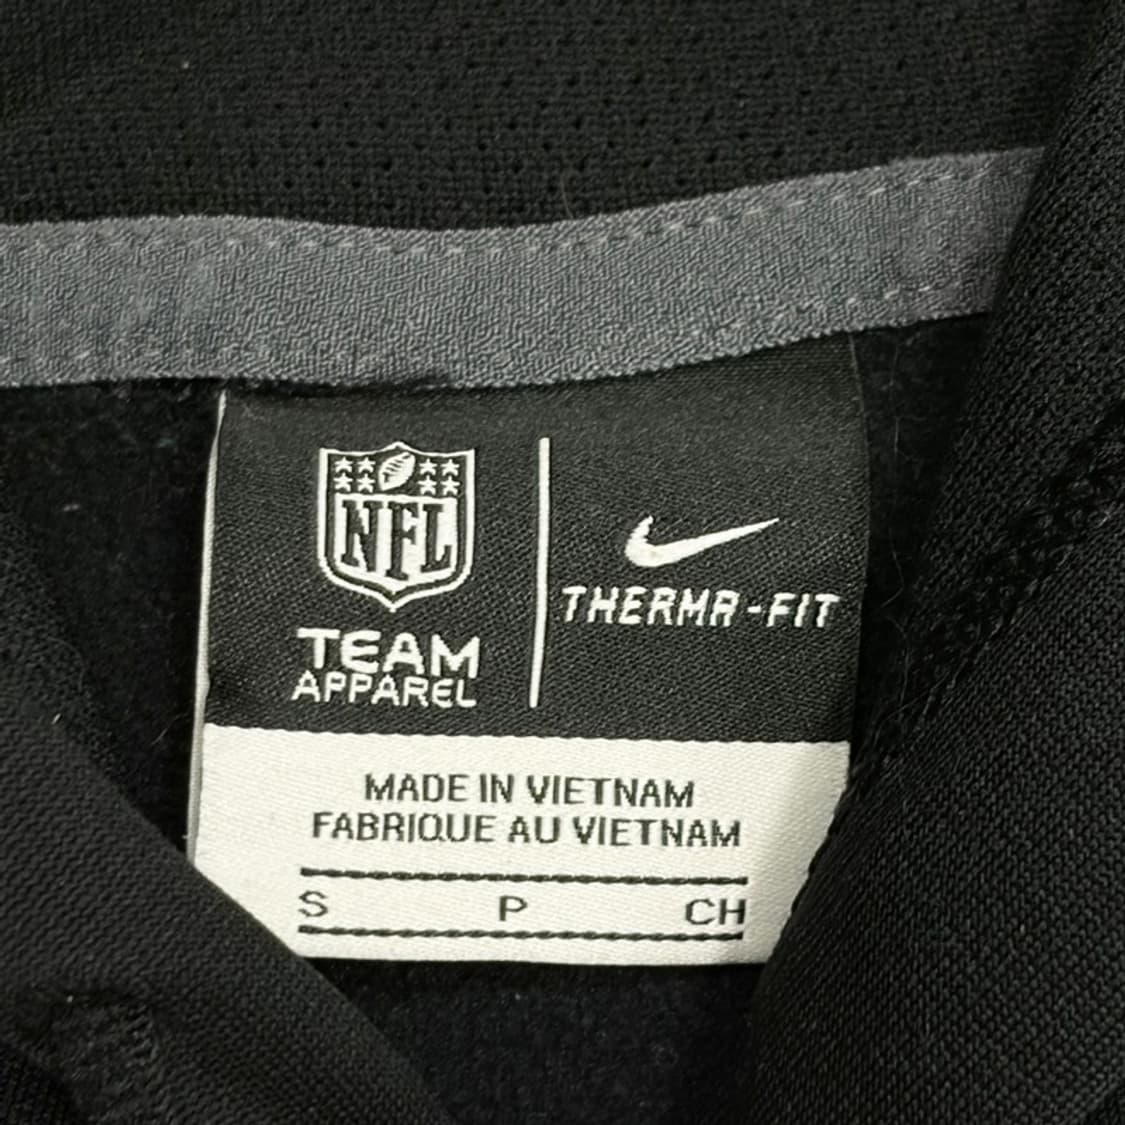 NFL
TEAM
APPAREL
THERMA-FIT
MADE IN VIETNAM
FABRIQUE AU VIETNAM
S P CH